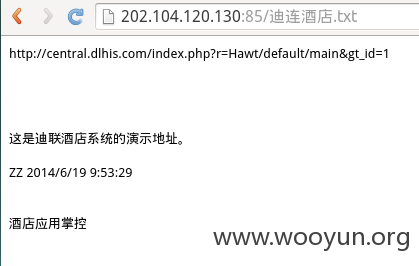 202.104.120.130:85/迪连酒店.txt
http://central.dlhis.com/index.php?r=Hawt/default/main&gt_id=1
这是迪联酒店系统的演示地址。
ZZ 2014/6/19 9:53:29
酒店应用掌控
www.wooyun.org